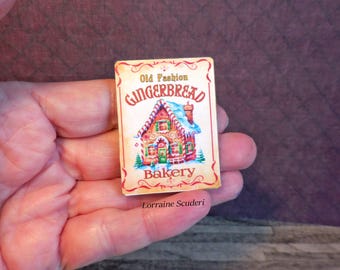 Old Fashion
GINGERBREAD
Bakery
Lorraine Scuderi